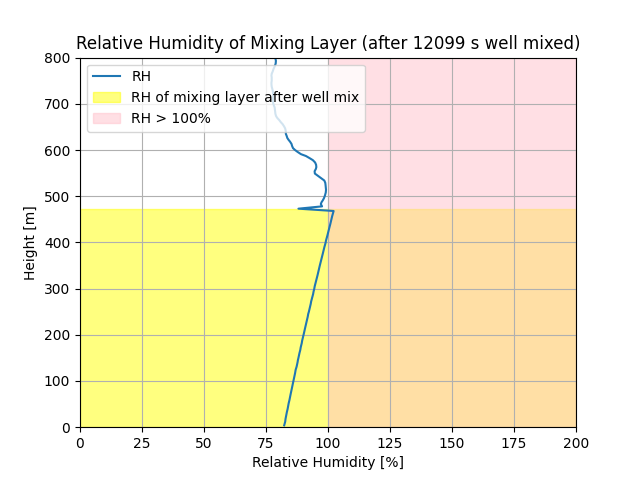 Relative Humidity of Mixing Layer (after 12099 s well mixed)
800
700
600
500
400
300
200
100
0
Height [m]
RH
RH of mixing layer after well mix
RH > 100%
0 25 50 75 100 125 150 175 200
Relative Humidity [%]